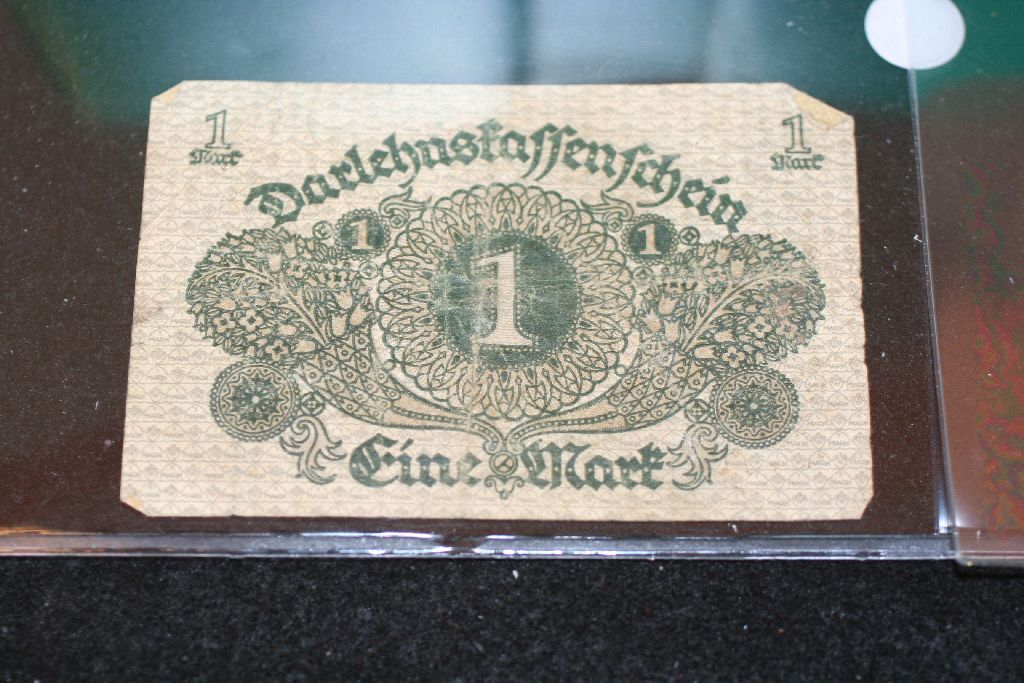 1 1
Mark Mark
Darlehnskassenschein
1 1
1
Eine Mark